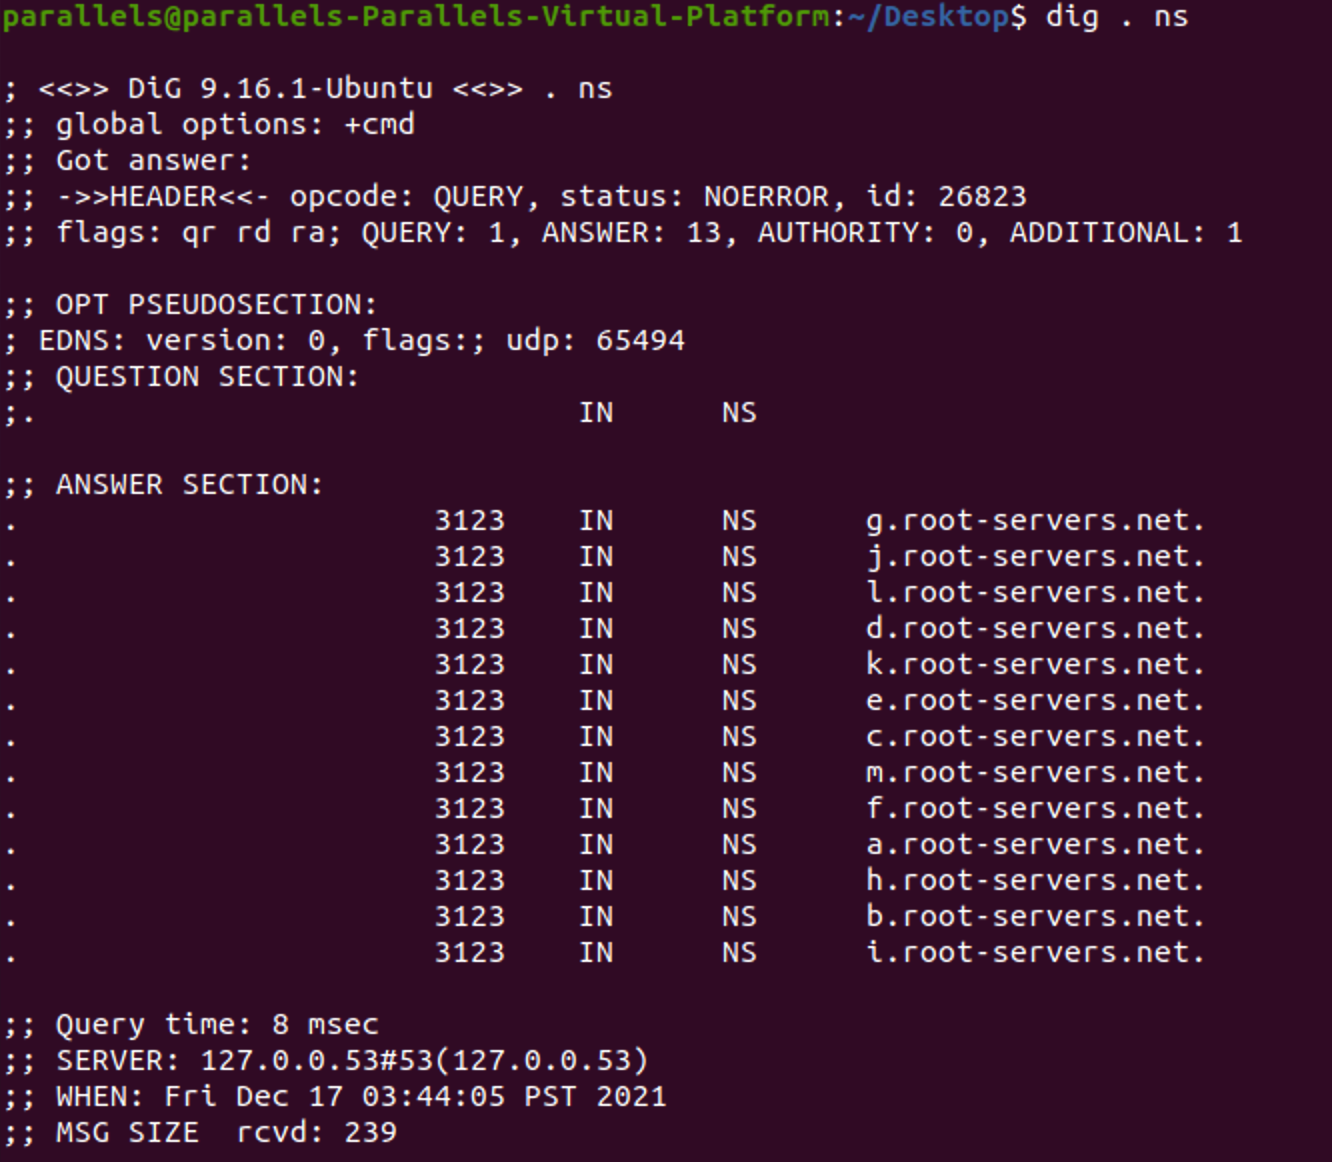 parallels@parallels-Parallels-Virtual-Platform:~/Desktop$ dig . ns
; <<>> DiG 9.16.1-Ubuntu <<>> . ns
;; global options: +cmd
;; Got answer:
;; ->>HEADER<<- opcode: QUERY, status: NOERROR, id: 26823
;; flags: qr rd ra; QUERY: 1, ANSWER: 13, AUTHORITY: 0, ADDITIONAL: 1
;; OPT PSEUDOSECTION:
; EDNS: version: 0, flags:; udp: 65494
;; QUESTION SECTION:
;. IN NS
;; ANSWER SECTION:
. 3123 IN NS g.root-servers.net.
. 3123 IN NS j.root-servers.net.
. 3123 IN NS l.root-servers.net.
. 3123 IN NS d.root-servers.net.
. 3123 IN NS k.root-servers.net.
. 3123 IN NS e.root-servers.net.
. 3123 IN NS c.root-servers.net.
. 3123 IN NS m.root-servers.net.
. 3123 IN NS f.root-servers.net.
. 3123 IN NS a.root-servers.net.
. 3123 IN NS h.root-servers.net.
. 3123 IN NS b.root-servers.net.
. 3123 IN NS i.root-servers.net.
;; Query time: 8 msec
;; SERVER: 127.0.0.53#53(127.0.0.53)
;; WHEN: Fri Dec 17 03:44:05 PST 2021
;; MSG SIZE  rcvd: 239